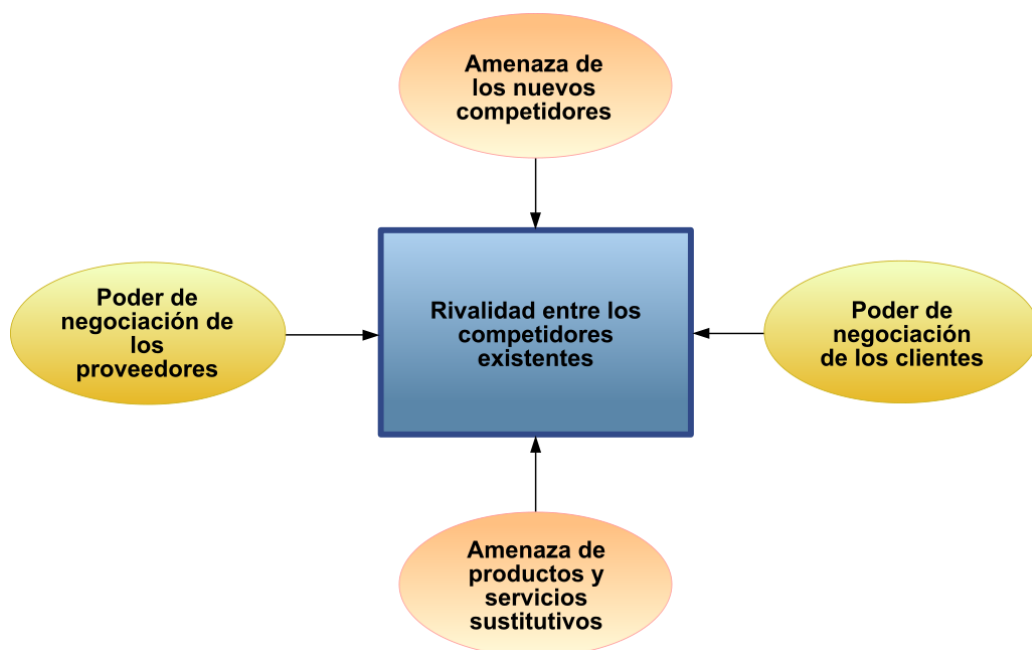 Amenaza de
los nuevos
competidores
Poder de
negociación de
los
proveedores
Rivalidad entre los
competidores
existentes
Poder de
negociación
de los clientes
Amenaza de
productos y
servicios
sustitutivos